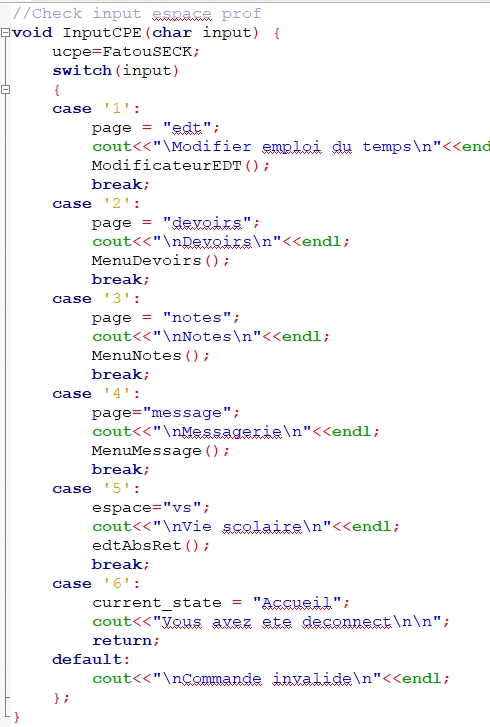 //Check input espace prof
void InputCPE(char input) {
ucpe=FatouSECK;
switch(input)
{
case '1':
page = "edt";
cout<<"\Modifier emploi du temps\n"<<end
ModificateurEDT();
break;
case '2':
page = "devoirs";
cout<<"\nDevoirs\n"<<endl;
MenuDevoirs();
break;
case '3':
page = "notes";
cout<<"\nNotes\n"<<endl;
MenuNotes();
break;
case '4':
page="message";
cout<<"\nMessagerie\n"<<endl;
MenuMessage();
break;
case '5':
espace="vs";
cout<<"\nVie scolaire\n"<<endl;
edtAbsRet();
break;
case '6':
current_state = "Accueil";
cout<<"Vous avez ete deconnect\n\n";
return;
default:
cout<<"\nCommande invalide\n"<<endl;
};
}